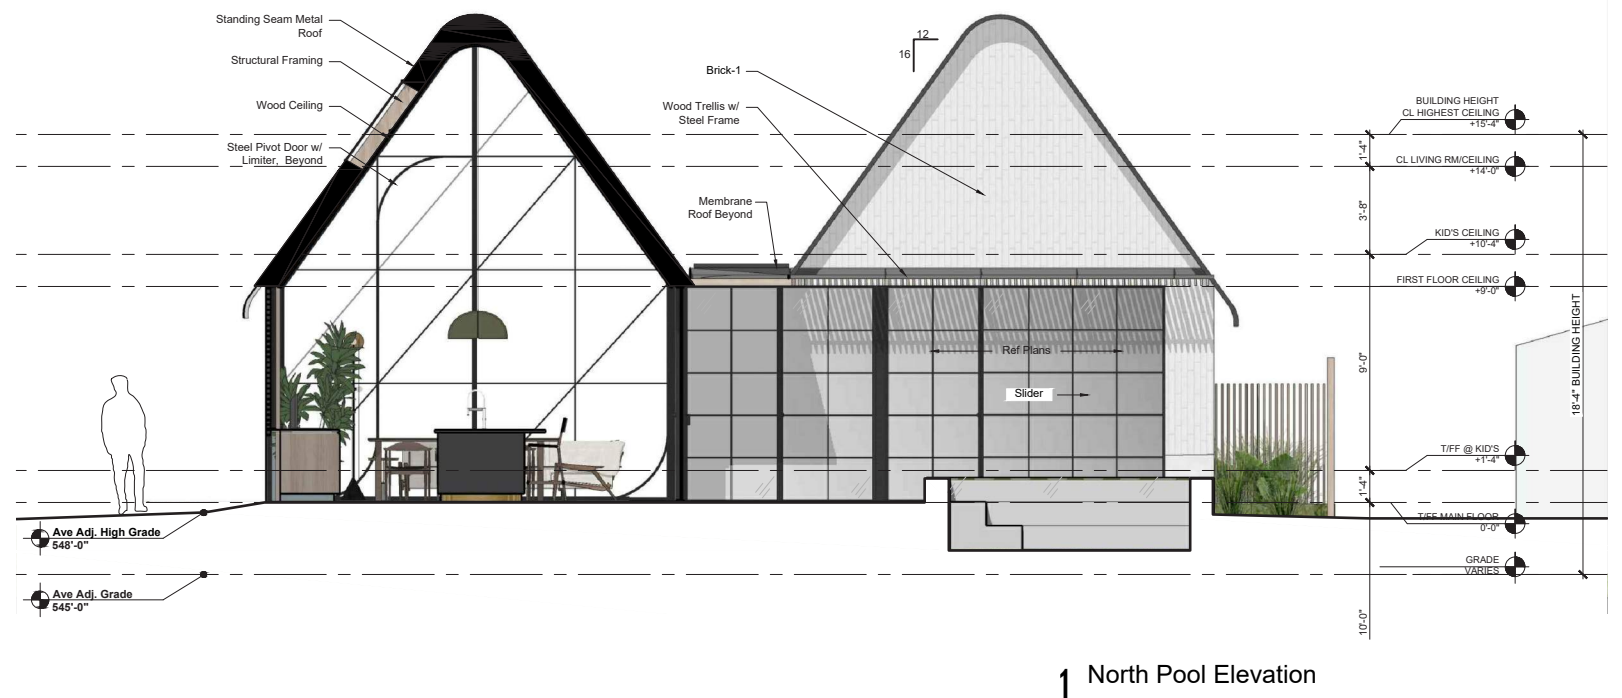 Standing Seam Metal
Roof
Structural Framing
Wood Ceiling
Steel Pivot Door w/
Limiter, Beyond
12
16
Brick-1
Wood Trellis w/
Steel Frame
Membrane
Roof Beyond
BUILDING HEIGHT
CL HIGHEST CEILING
+15'-4"
1'-4"
CL LIVING RM/CEILING
+14'-0"
3'-8"
KID'S CEILING
+10'-4"
FIRST FLOOR CEILING
+9'-0"
18'-4" BUILDING HEIGHT
9'-0"
Ref Plans
Slider
T/FF @ KID'S
+1'-4"
1'-4"
T/FF MAIN FLOOR
0'-0"
Ave Adj. High Grade
548'-0"
GRADE
VARIES
Ave Adj. Grade
545'-0"
10'-0"
1 North Pool Elevation